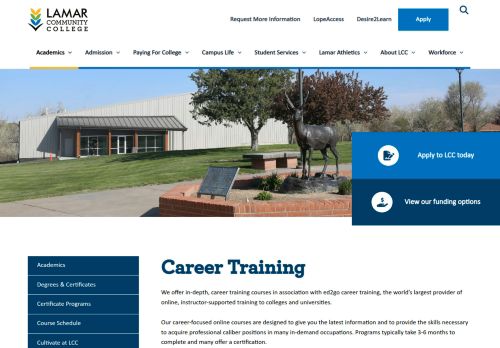 LAMAR
COMMUNITY
COLLEGE
Request More Information LopeAccess Desire2Learn Apply
Academics Admission Paying For College Campus Life Student Services Lamar Athletics About LCC Workforce
Apply to LCC today
View our funding options
Academics
Degrees & Certificates
Certificate Programs
Course Schedule
Cultivate at LCC
Career Training
We offer in-depth, career training courses in association with ed2go career training, the world's largest provider of
online, instructor-supported training to colleges and universities.
Our career-focused online courses are designed to give you the latest information and to provide the skills necessary
to acquire professional caliber positions in many in-demand occupations. Programs typically take 3-6 months to
complete and many offer a certification.